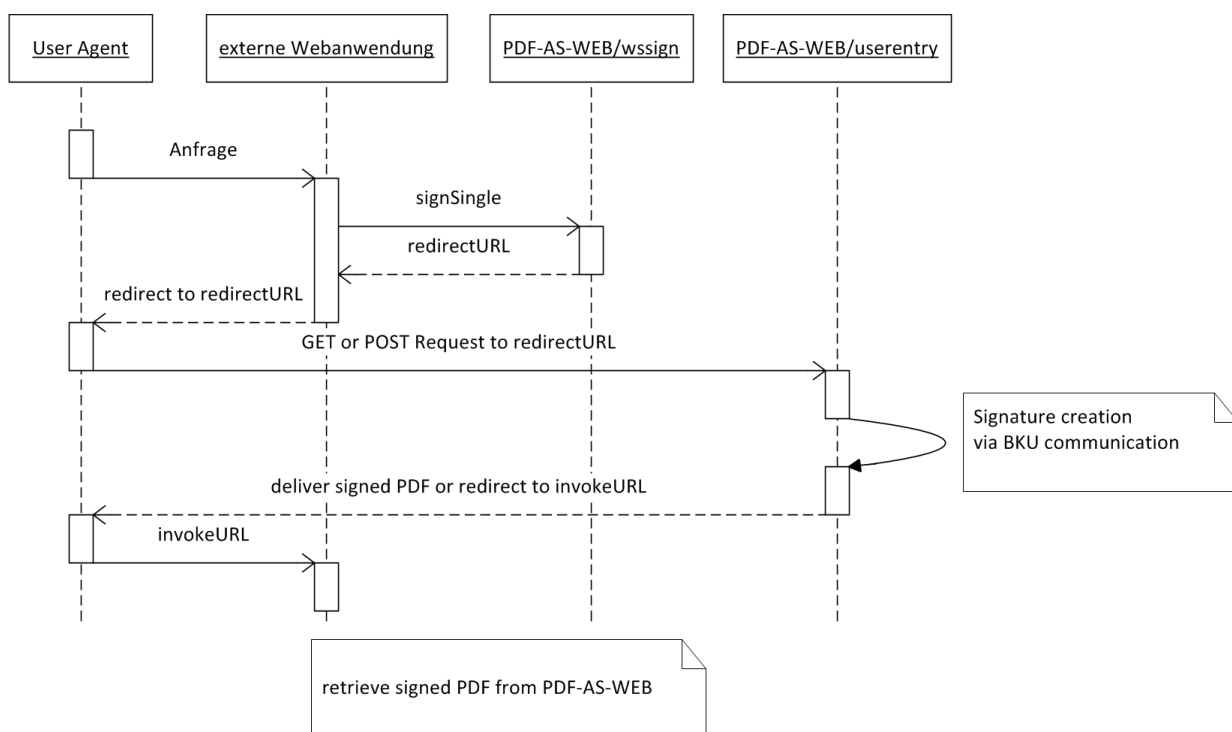 User Agent
externe Webanwendung
PDF-AS-WEB/wssign
PDF-AS-WEB/userentry
Anfrage
signSingle
redirectURL
redirect to redirectURL
GET or POST Request to redirectURL
Signature creation
via BKU communication
deliver signed PDF or redirect to invokeURL
invokeURL
retrieve signed PDF from PDF-AS-WEB